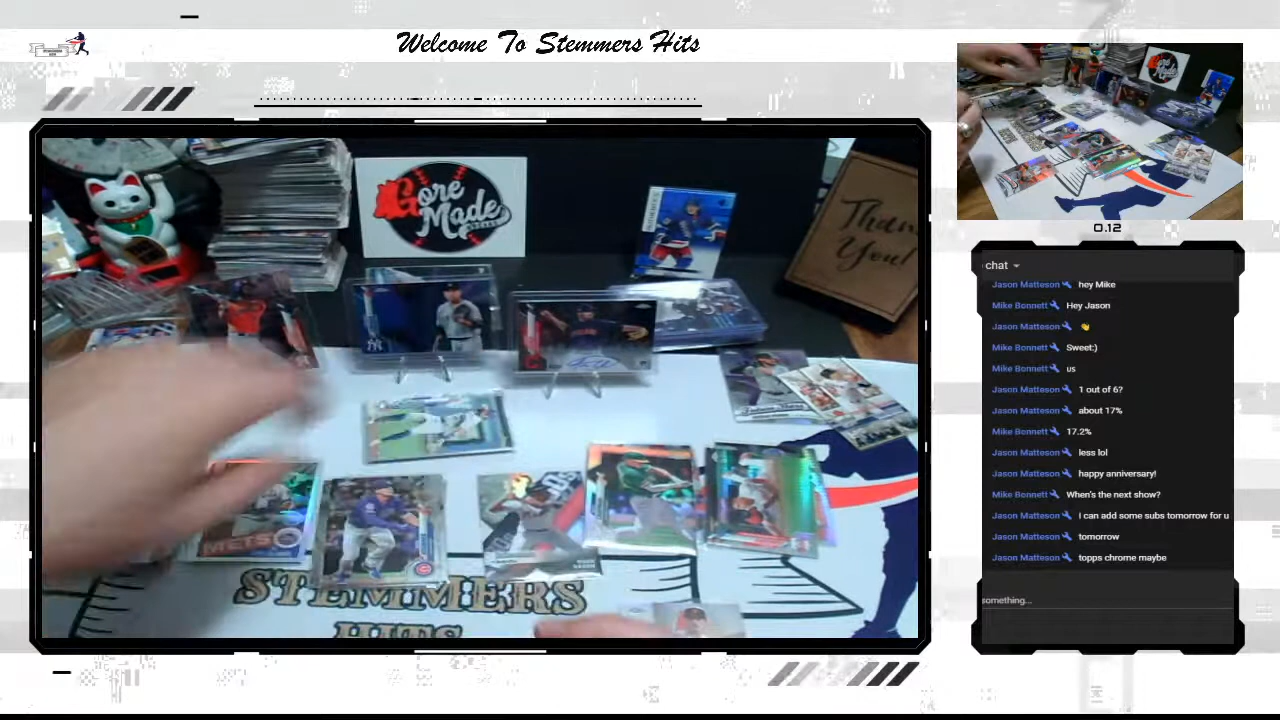 Welcome To Stemmers Hits
Gore
Made
Thank
You!
METS
STEMMERS
HITS
0.12
chat
Jason Matteson hey Mike
Mike Bonnett Hey Jason
Jason Matteson 👋
Mike Bonnett Sweet:)
Mike Bonnett us
Jason Matteson 1 out of 6?
Jason Matteson about 17%
Mike Bonnett 17.2%
Jason Matteson less lol
Jason Matteson happy anniversary!
Mike Bonnett When's the next show?
Jason Matteson I can add some subs tomorrow for u
Jason Matteson tomorrow
Jason Matteson topps chrome maybe
something...